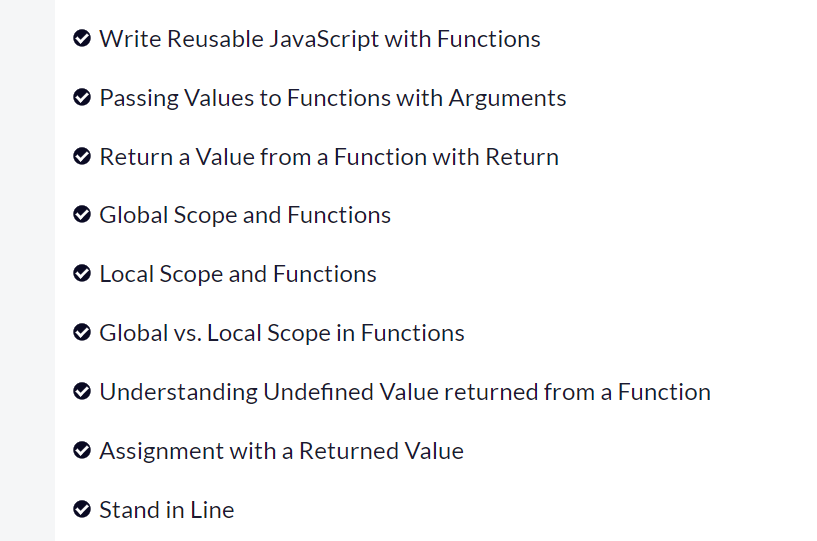 Write Reusable JavaScript with Functions
Passing Values to Functions with Arguments
Return a Value from a Function with Return
Global Scope and Functions
Local Scope and Functions
Global vs. Local Scope in Functions
Understanding Undefined Value returned from a Function
Assignment with a Returned Value
Stand in Line